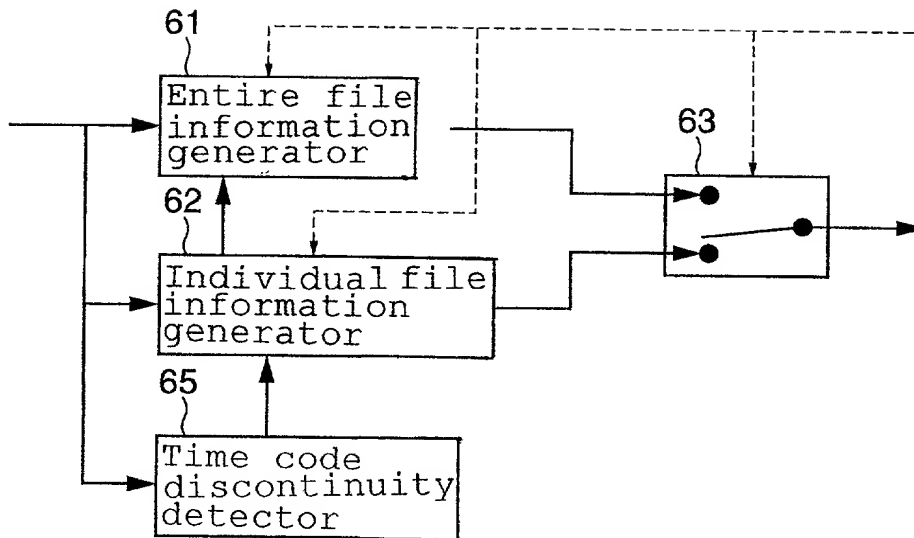 61
Entire file
information
generator
63
62
Individual file
information
generator
65
Time code
discontinuity
detector